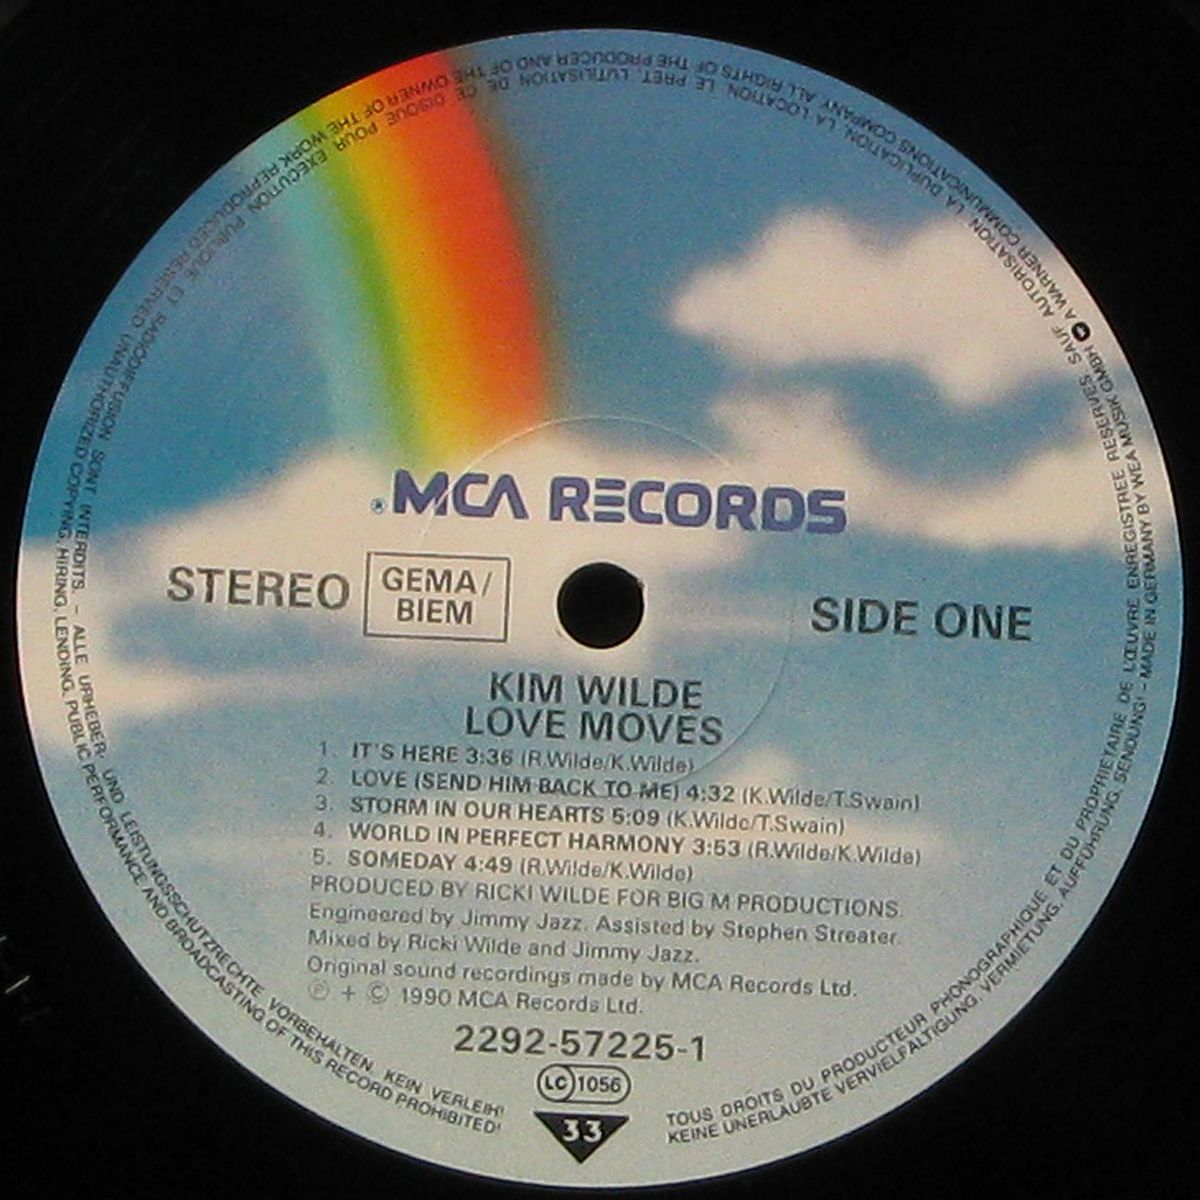 ® MCA RECORDS
STEREO
GEMA/
BIEM
SIDE ONE
KIM WILDE
LOVE MOVES
1. IT'S HERE 3:36 (R.Wilde/K.Wilde)
2. LOVE (SEND HIM BACK TO ME) 4:32 (K.Wilde/T.Swain)
3. STORM IN OUR HEARTS 5:09 (K.Wilde/T.Swain)
4. WORLD IN PERFECT HARMONY 3:53 (R.Wilde/K.Wilde)
5. SOMEDAY 4:49 (R.Wilde/K.Wilde)
PRODUCED BY RICKI WILDE FOR BIG M PRODUCTIONS.
Engineered by Jimmy Jazz. Assisted by Stephen Streater.
Mixed by Ricki Wilde and Jimmy Jazz.
Original sound recordings made by MCA Records Ltd.
℗ + © 1990 MCA Records Ltd.
2292-57225-1
LC 1056
33
TOUS DROITS DU PRODUCTEUR PHONOGRAPHIQUE ET DU PROPRIETAIRE DE L'ŒUVRE ENREGISTREE RESERVES. SAUF AUTORISATION, LA DUPLICATION, LA LOCATION, LE PRET, L'UTILISATION DE CE DISQUE POUR EXECUTION PUBLIQUE ET RADIODIFFUSION SONT INTERDITS. – ALLE URHEBER- UND LEISTUNGSSCHUTZRECHTE VORBEHALTEN. KEIN VERLEIH!
KEINE UNERLAUBTE VERVIELFÄLTIGUNG, VERMIETUNG, AUFFÜHRUNG, SENDUNG! – MADE IN GERMANY BY WEA MUSIK GMBH A WARNER COMMUNICATIONS COMPANY. ALL RIGHTS OF THE PRODUCER AND OF THE OWNER OF THE WORK REPRODUCED RESERVED. UNAUTHORIZED COPYING, HIRING, LENDING, PUBLIC PERFORMANCE AND BROADCASTING OF THIS RECORD PROHIBITED!